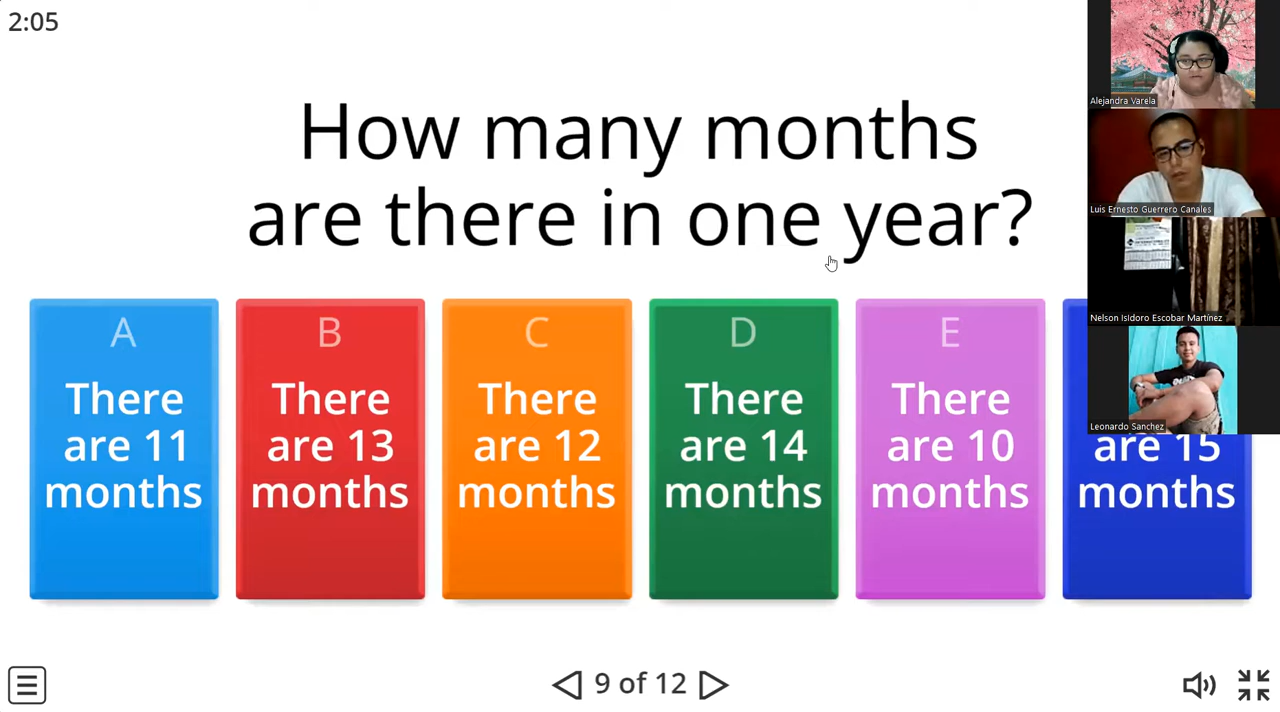 2:05
How many months
are there in one year?
A
There
are 11
months
B
There
are 13
months
C
There
are 12
months
D
There
are 14
months
E
There
are 10
months
are 15
months
9 of 12
Alejandra Varela
Luis Ernesto Guerrero Canales
Nelson Isidoro Escobar Martínez
Leonardo Sanchez